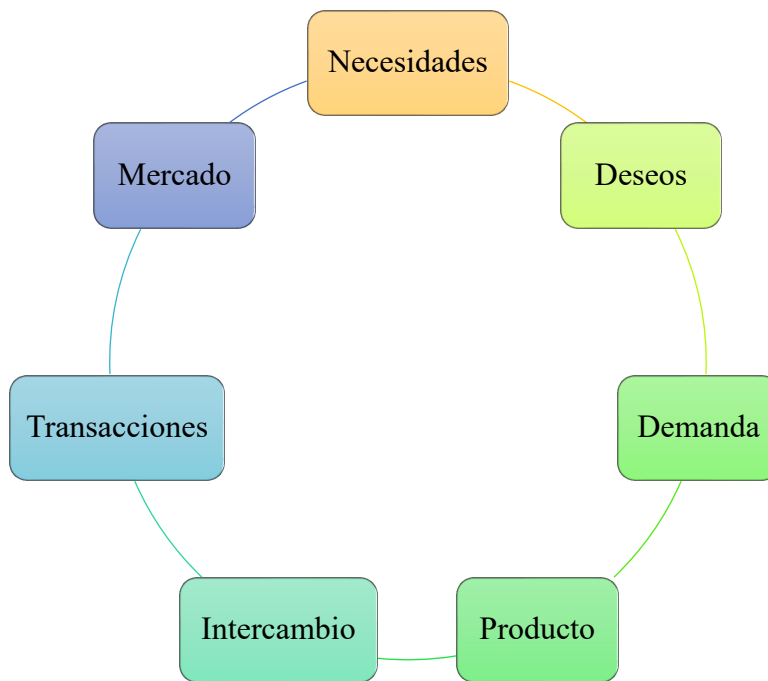 Necesidades
Deseos
Demanda
Producto
Intercambio
Transacciones
Mercado